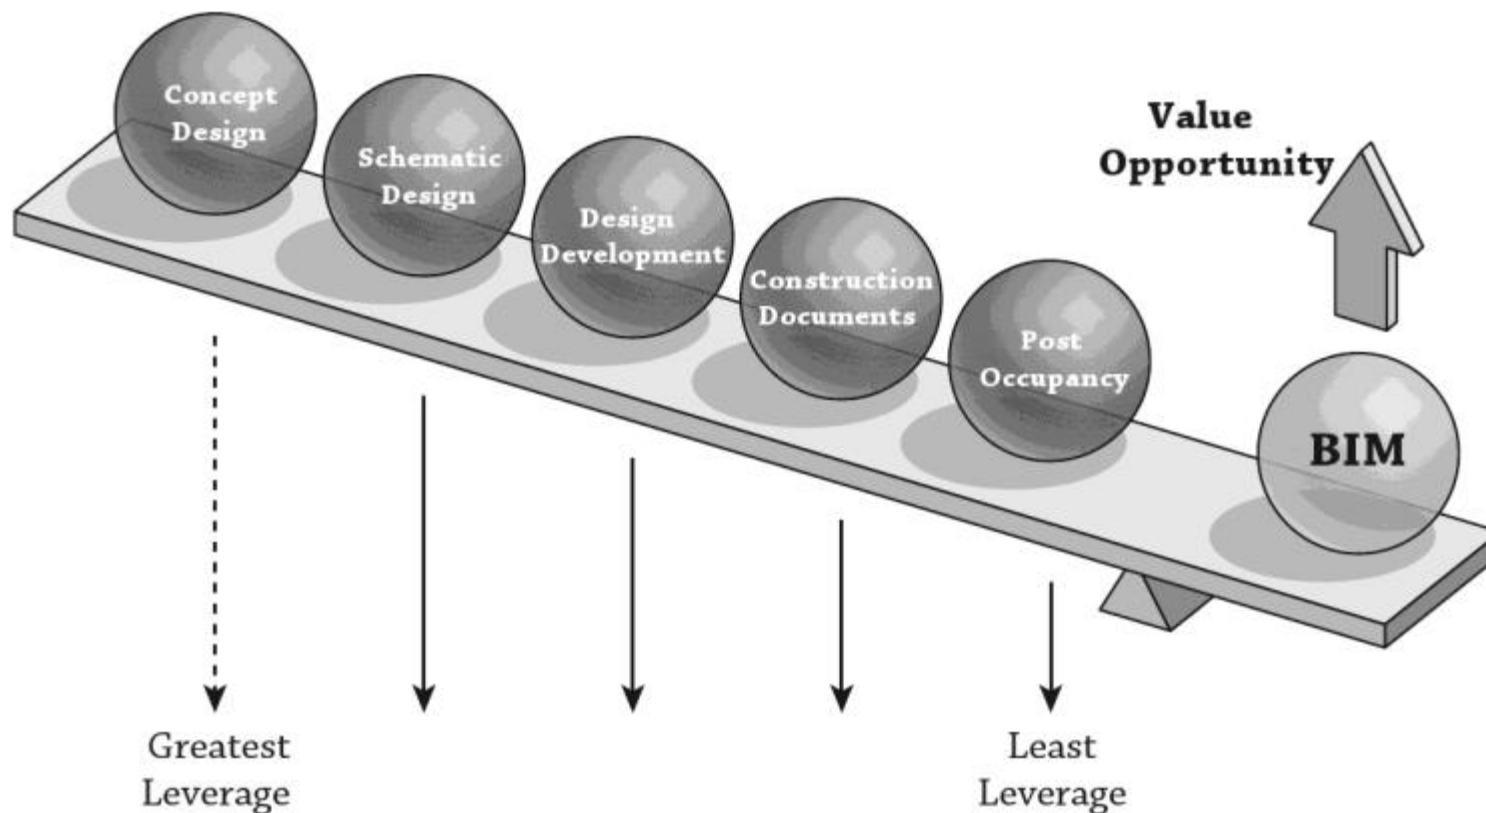 Concept
Design
Schematic
Design
Design
Development
Construction
Documents
Post
Occupancy
Value
Opportunity
BIM
Greatest
Leverage
Least
Leverage